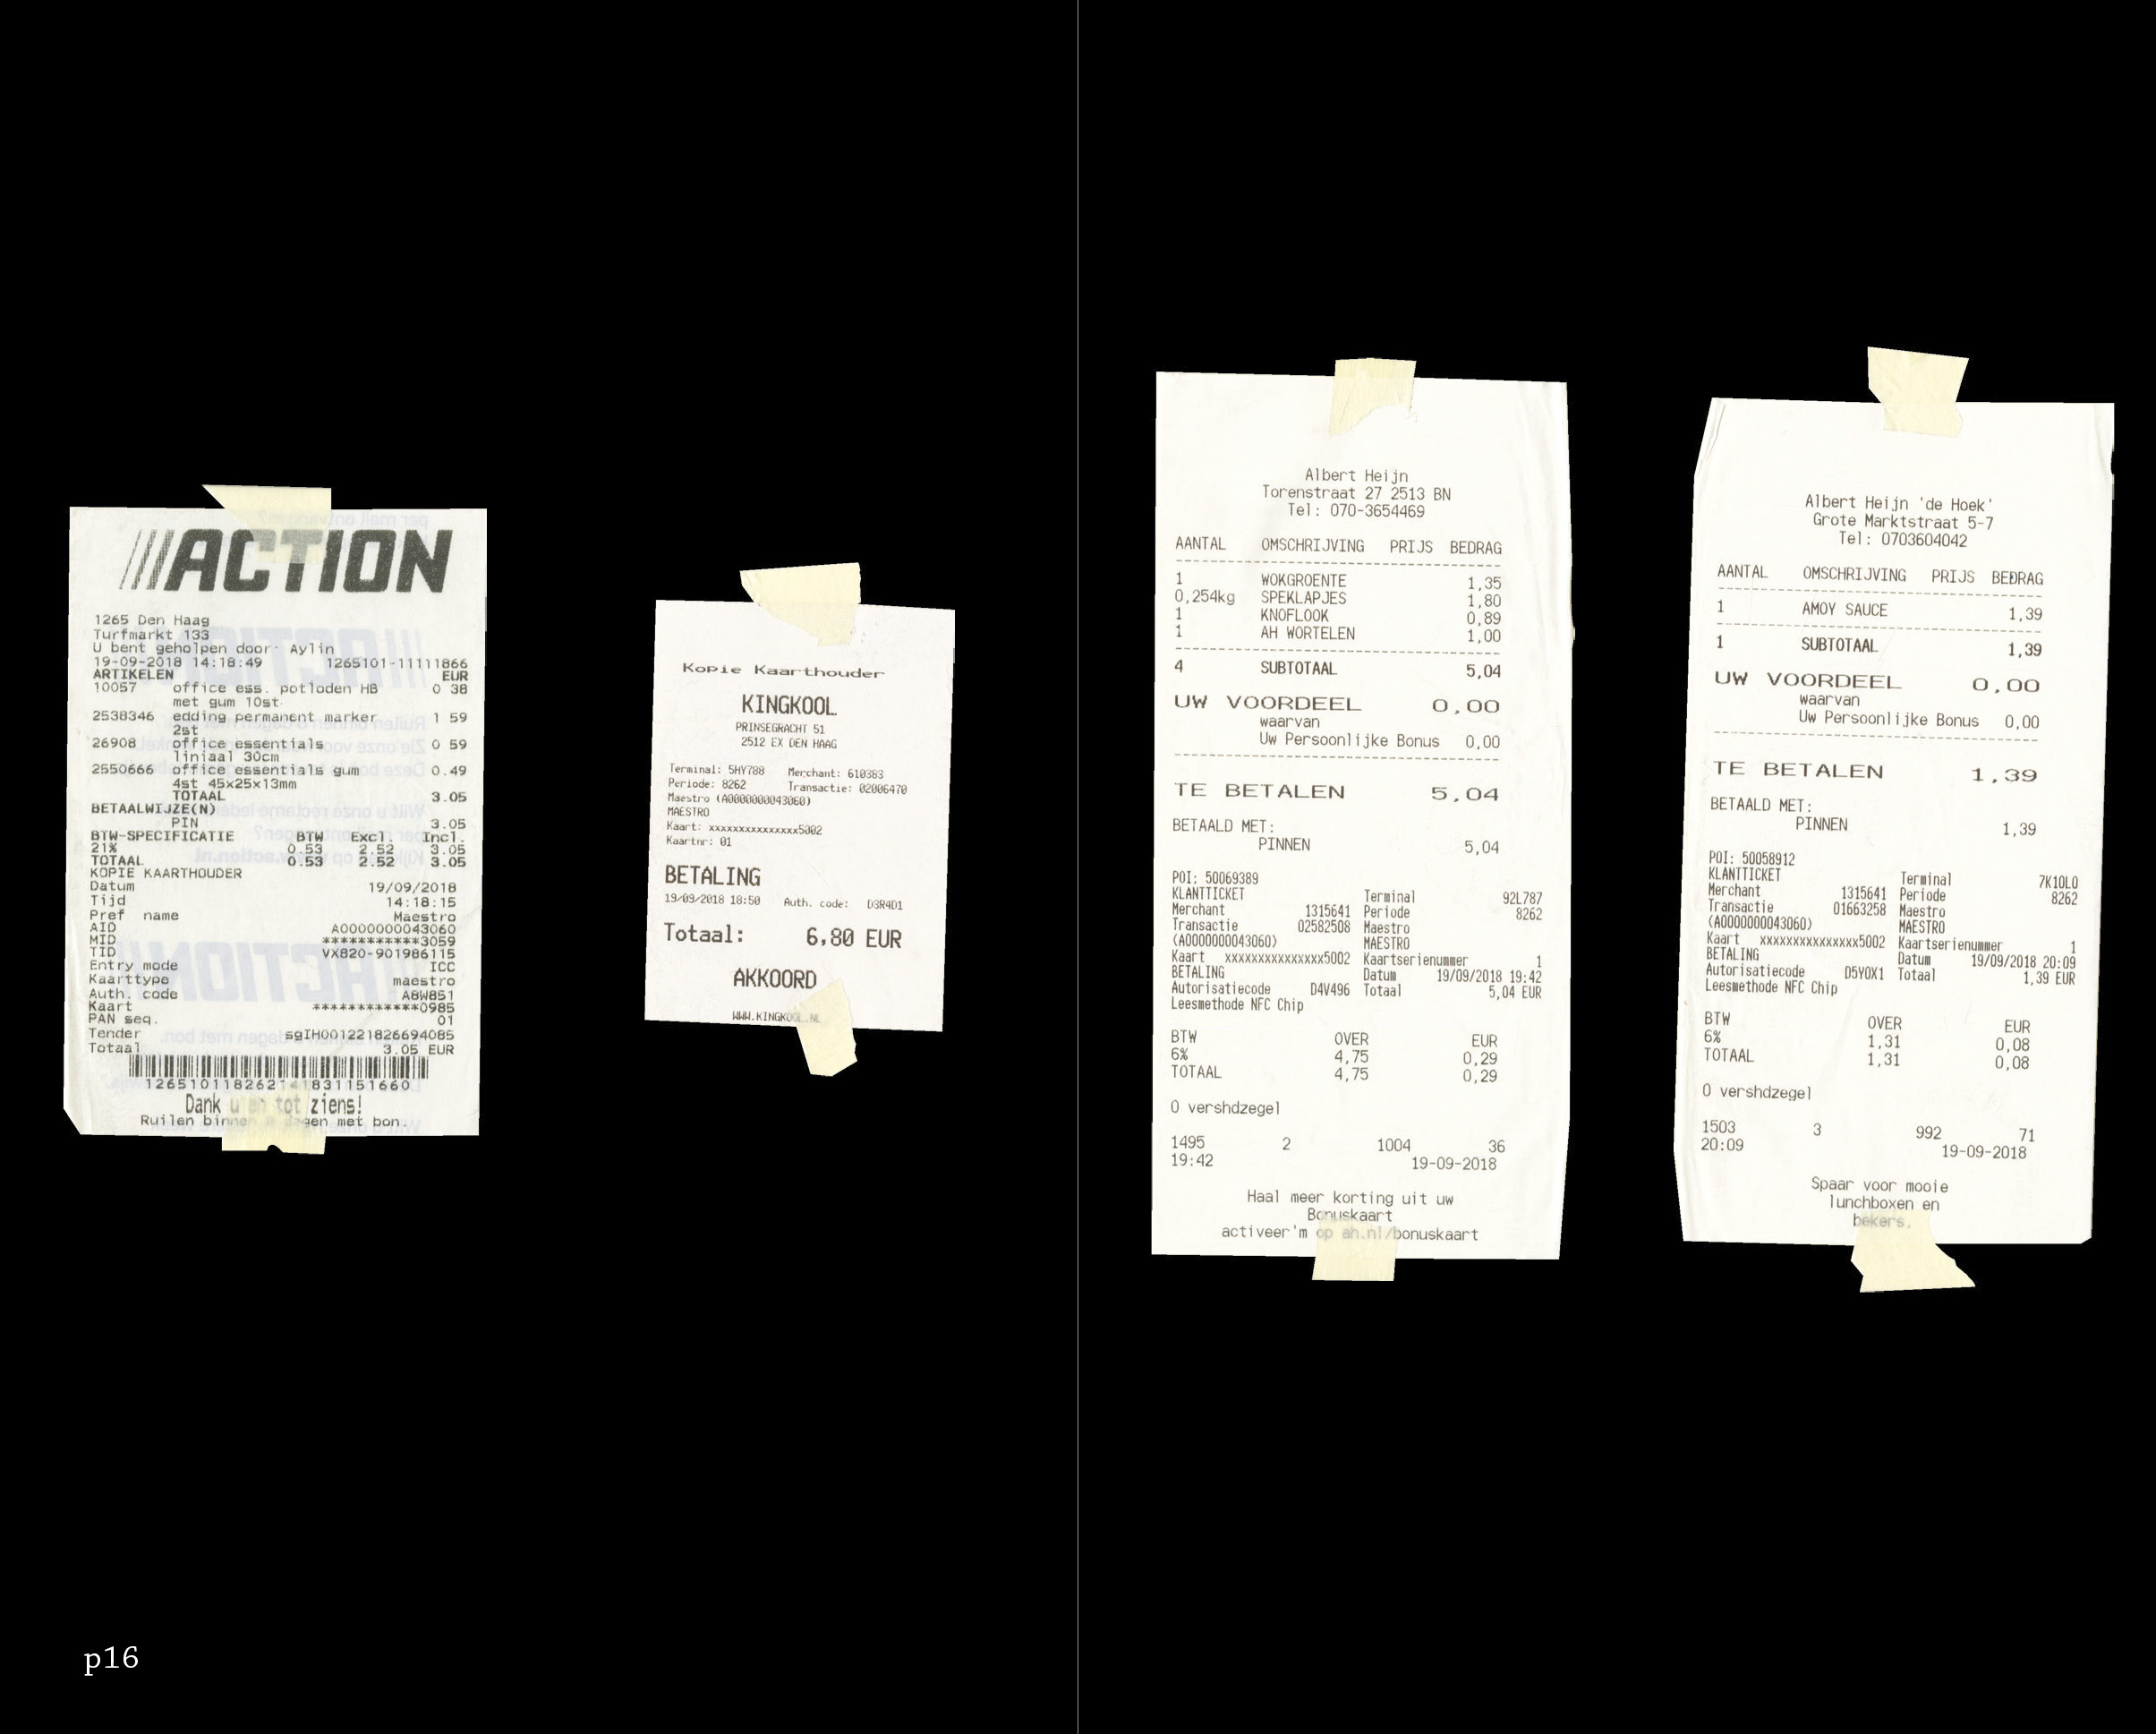 ///ACTION
1265 Den Haag
Turfmarkt 133
U bent geholpen door: Aylin
19-09-2018 14:18:49 1265101-11111866
ARTIKELEN EUR
10057 office ess. potloden HB 0 38
met gum 10st
2538346 edding permanent marker 1 59
2st
26908 office essentials 0 59
liniaal 30cm
2550666 office essentials gum 0.49
4st 45x25x13mm
TOTAAL 3.05
BETAALWIJZE(N)
PIN 3.05
BTW-SPECIFICATIE BTW Excl. Incl.
21% 0.53 2.52 3.05
TOTAAL 0.53 2.52 3.05
KOPIE KAARTHOUDER
Datum 19/09/2018
Tijd 14:18:15
Pref name Maestro
AID A0000000043060
MID ***********3059
TID VX820-901986115
Entry mode ICC
Kaarttype maestro
Auth. code A8W851
Kaart ************0985
PAN seq. 01
Tender sgIH001221826694085
Totaal 3.05 EUR
12651011826214183115 1660
Dank u en tot ziens!
Ruilen binnen dagen met bon.
Kopie Kaarthouder
KINGKOOL
PRINSEGRACHT 51
2512 EX DEN HAAG
Terminal: 5HY788 Merchant: 610383
Periode: 8262 Transactie: 02006470
Maestro (A0000000043060)
MAESTRO
Kaart: xxxxxxxxxxxxxxx5002
Kaartnr: 01
BETALING
19/09/2018 18:50 Auth. code: D3R4D1
Totaal: 6,80 EUR
AKKOORD
WWW.KINGKOOL.NL
Albert Heijn
Torenstraat 27 2513 BN
Tel: 070-3654469
AANTAL OMSCHRIJVING PRIJS BEDRAG
1 WOKGROENTE 1,35
0,254kg SPEKLAPJES 1,80
1 KNOFLOOK 0,89
1 AH WORTELEN 1,00
4 SUBTOTAAL 5,04
UW VOORDEEL 0,00
waarvan
Uw Persoonlijke Bonus 0,00
TE BETALEN 5,04
BETAALD MET:
PINNEN 5,04
POI: 50069389
KLANTTICKET Terminal 92L787
Merchant 1315641 Periode 8262
Transactie 02582508 Maestro
(A0000000043060) MAESTRO
Kaart xxxxxxxxxxxxxxx5002 Kaartserienummer 1
BETALING Datum 19/09/2018 19:42
Autorisatiecode D4V496 Totaal 5,04 EUR
Leesmethode NFC Chip
BTW OVER EUR
6% 4,75 0,29
TOTAAL 4,75 0,29
0 vershdzegel
1495 2 1004 36
19:42 19-09-2018
Haal meer korting uit uw
Bonuskaart
activeer'm op ah.nl/bonuskaart
Albert Heijn 'de Hoek'
Grote Marktstraat 5-7
Tel: 0703604042
AANTAL OMSCHRIJVING PRIJS BEDRAG
1 AMOY SAUCE 1,39
1 SUBTOTAAL 1,39
UW VOORDEEL 0,00
waarvan
Uw Persoonlijke Bonus 0,00
TE BETALEN 1,39
BETAALD MET:
PINNEN 1,39
POI: 50058912
KLANTTICKET Terminal 7K10L0
Merchant 1315641 Periode 8262
Transactie 01663258 Maestro
(A0000000043060) MAESTRO
Kaart xxxxxxxxxxxxxxx5002 Kaartserienummer 1
BETALING Datum 19/09/2018 20:09
Autorisatiecode D5Y0X1 Totaal 1,39 EUR
Leesmethode NFC Chip
BTW OVER EUR
6% 1,31 0,08
TOTAAL 1,31 0,08
0 vershdzegel
1503 3 992 71
20:09 19-09-2018
Spaar voor mooie
lunchboxen en
bekers.
p16